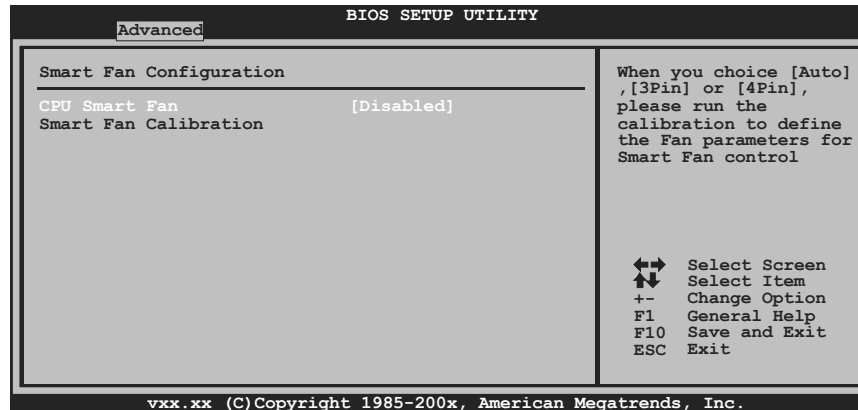 BIOS SETUP UTILITY
Advanced
Smart Fan Configuration
CPU Smart Fan [Disabled]
Smart Fan Calibration
When you choice [Auto]
,[3Pin] or [4Pin],
please run the
calibration to define
the Fan parameters for
Smart Fan control
Select Screen
Select Item
+- Change Option
F1 General Help
F10 Save and Exit
ESC Exit
vxx.xx (C)Copyright 1985-200x, American Megatrends, Inc.